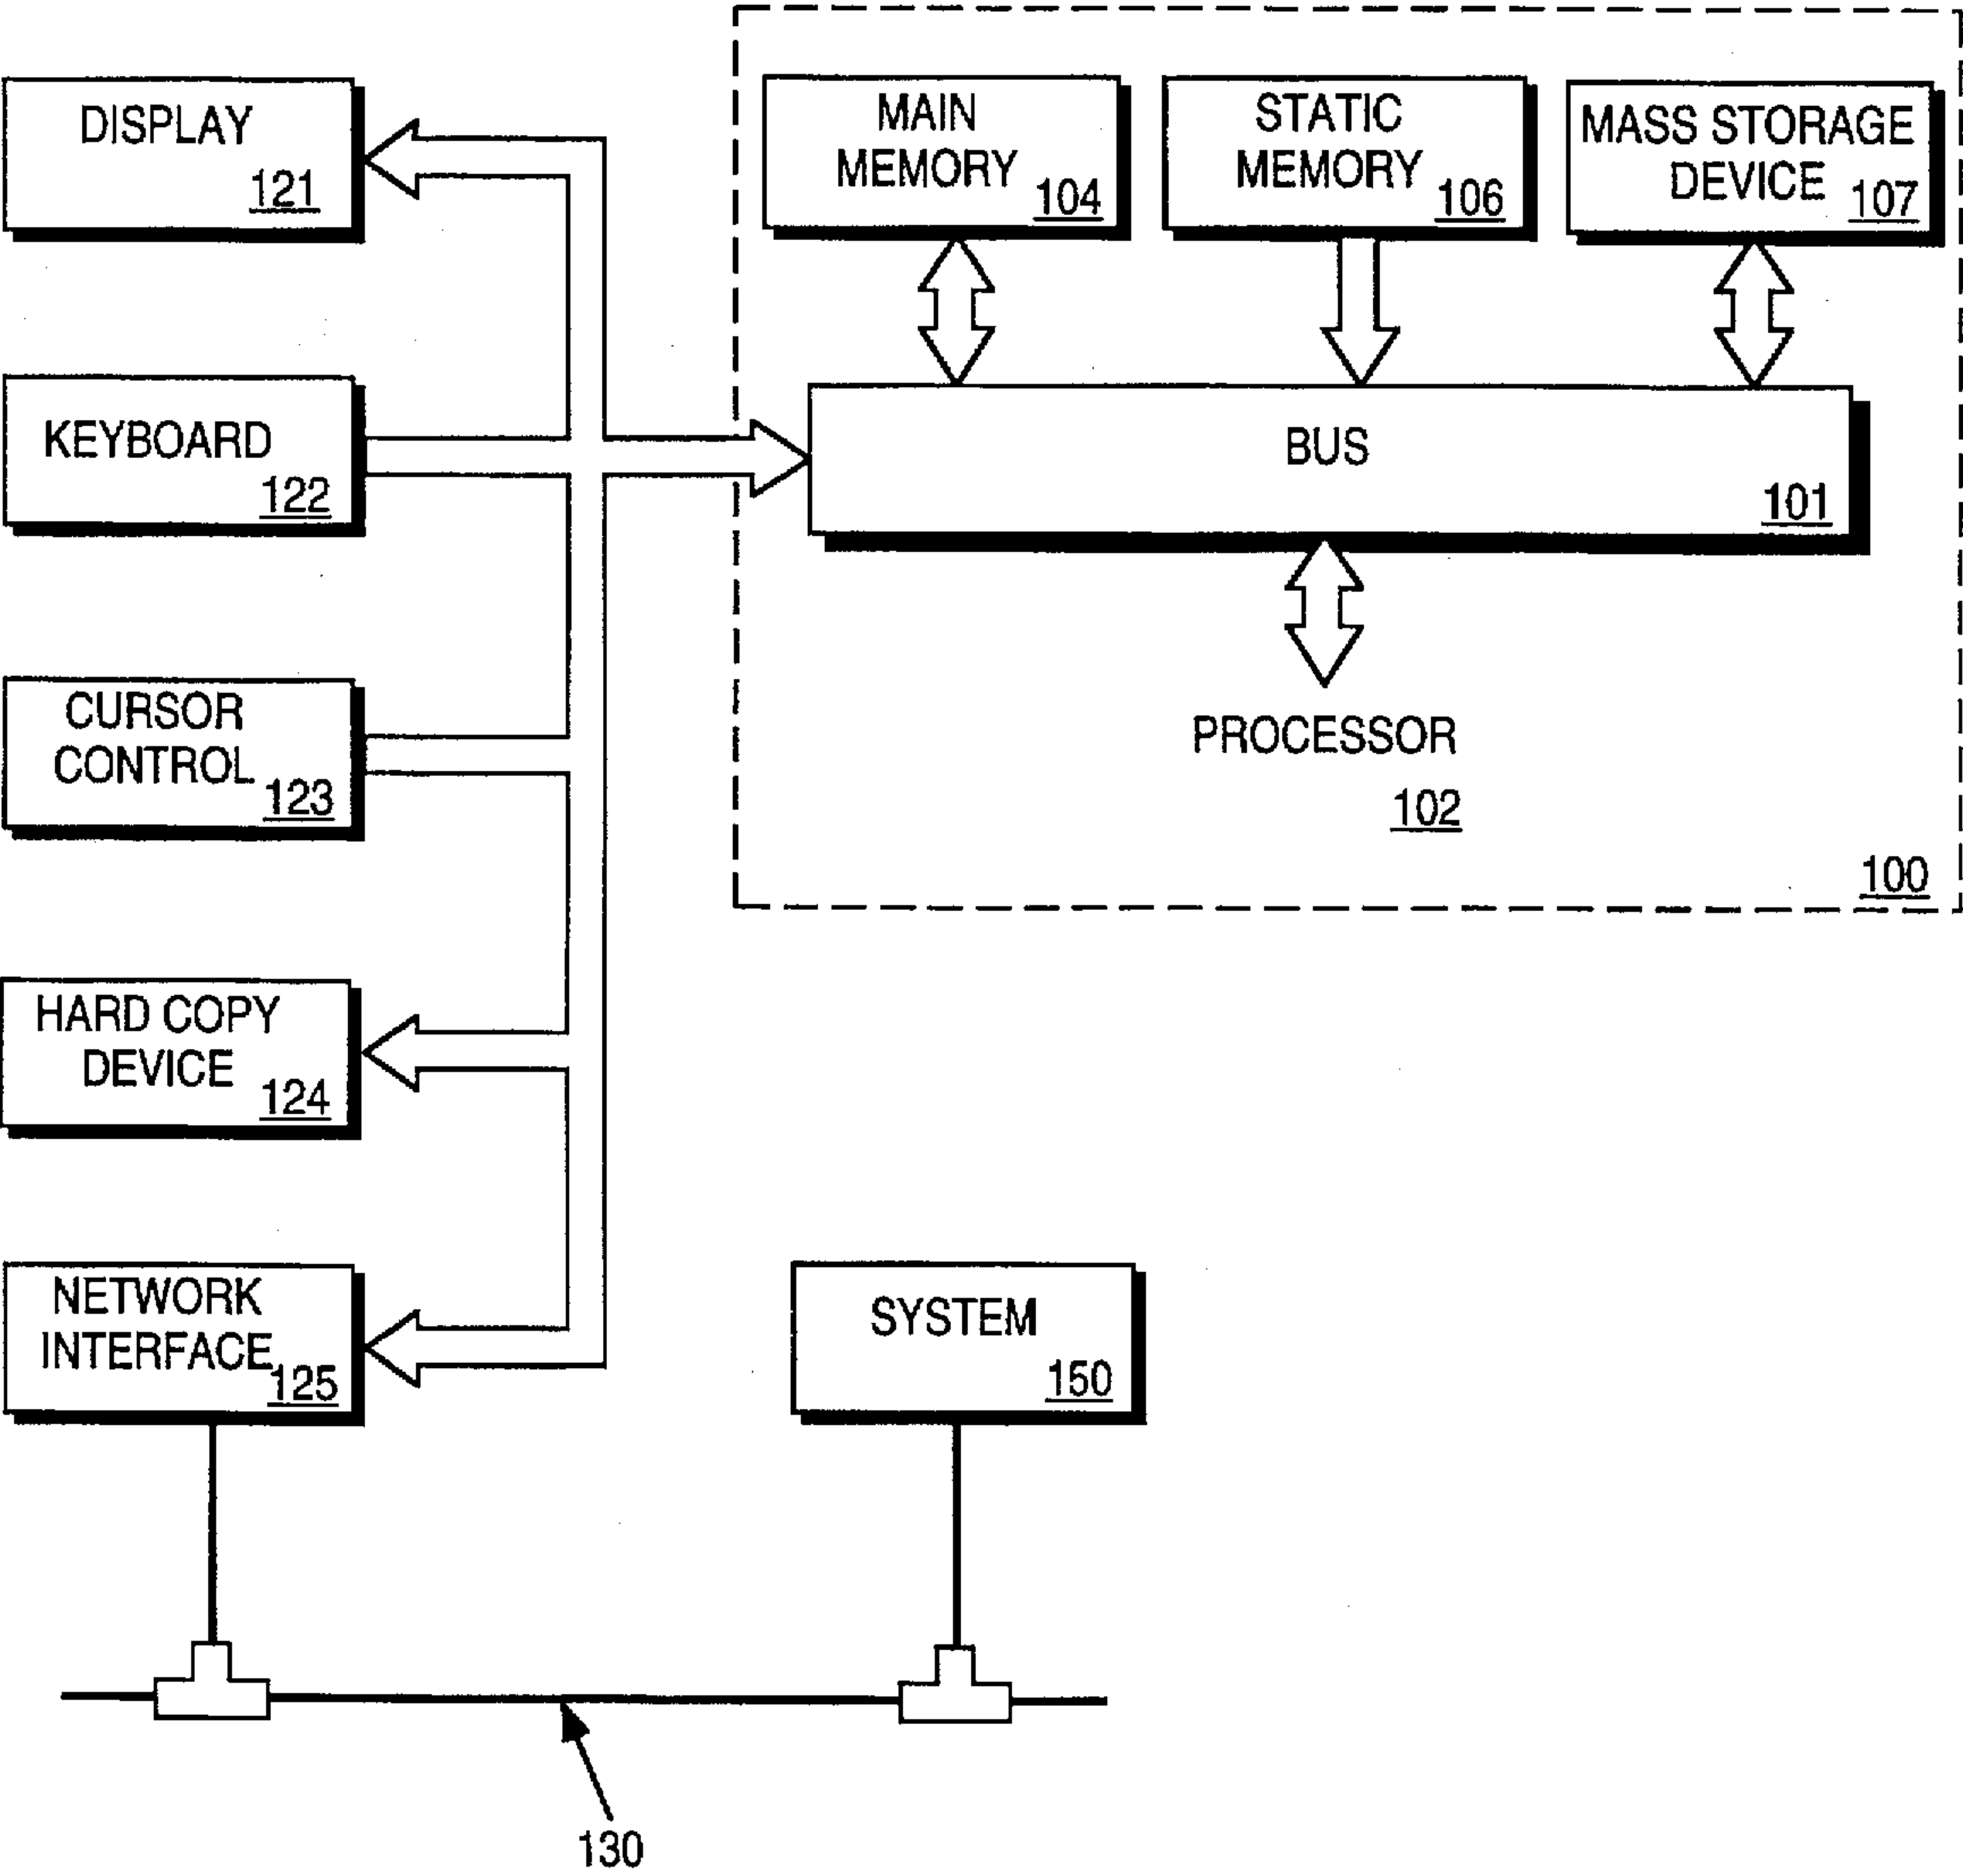 DISPLAY
121
MAIN
MEMORY
104
STATIC
MEMORY
106
MASS STORAGE
DEVICE
107
KEYBOARD
122
BUS
101
CURSOR
CONTROL
123
PROCESSOR
102
100
HARD COPY
DEVICE
124
NETWORK
INTERFACE
125
SYSTEM
150
130